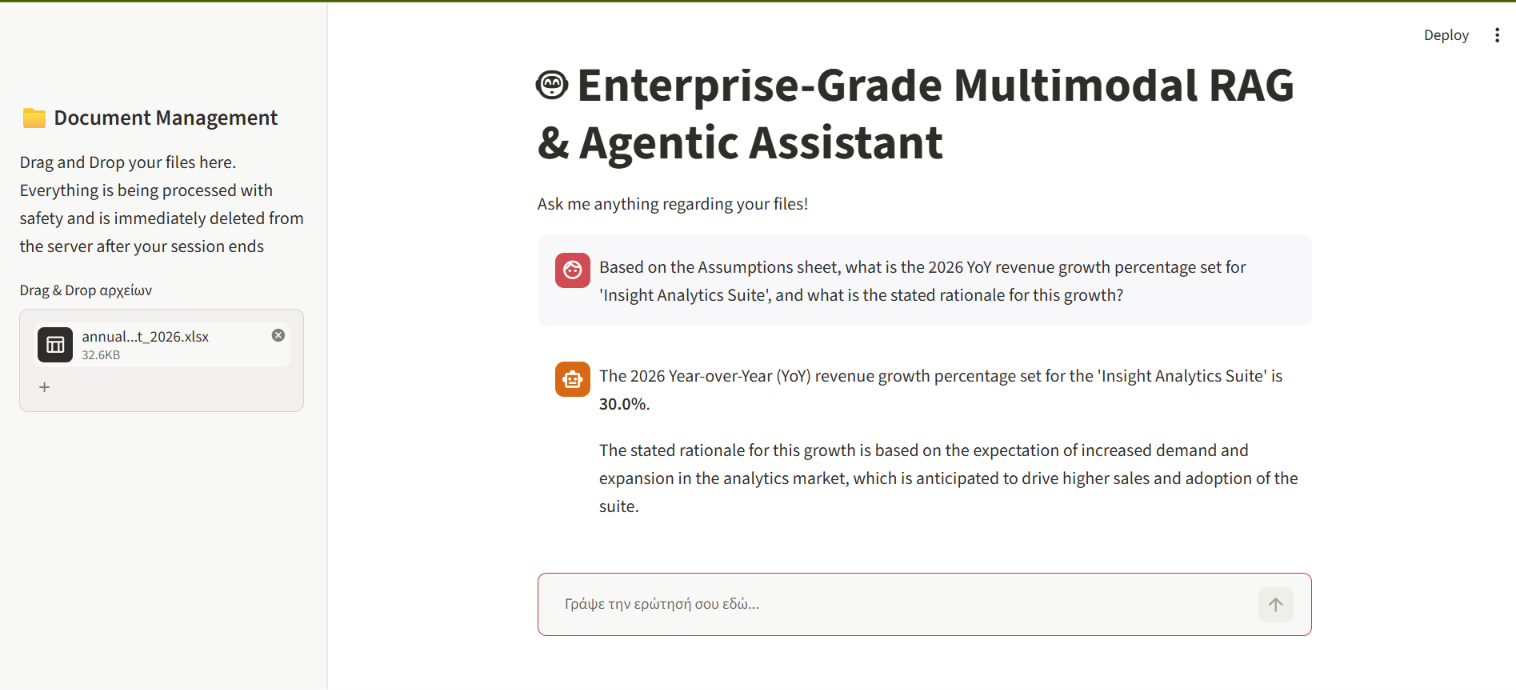 Deploy
Document Management
Drag and Drop your files here.
Everything is being processed with
safety and is immediately deleted from
the server after your session ends
Drag & Drop αρχείων
annual...t_2026.xlsx
32.6KB
Enterprise-Grade Multimodal RAG
& Agentic Assistant
Ask me anything regarding your files!
Based on the Assumptions sheet, what is the 2026 YoY revenue growth percentage set for
'Insight Analytics Suite', and what is the stated rationale for this growth?
The 2026 Year-over-Year (YoY) revenue growth percentage set for the 'Insight Analytics Suite' is
30.0%.
The stated rationale for this growth is based on the expectation of increased demand and
expansion in the analytics market, which is anticipated to drive higher sales and adoption of the
suite.
Γράψε την ερώτησή σου εδώ...